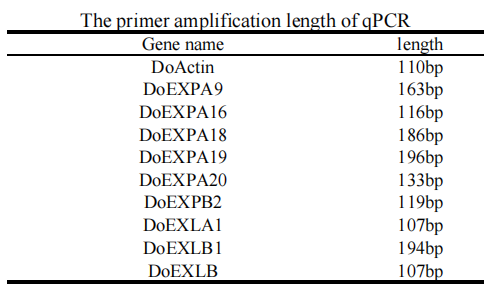 The primer amplification length of qPCR
Gene name length
DoActin 110bp
DoEXPA9 163bp
DoEXPA16 116bp
DoEXPA18 186bp
DoEXPA19 196bp
DoEXPA20 133bp
DoEXPB2 119bp
DoEXLA1 107bp
DoEXLB1 194bp
DoEXLB 107bp